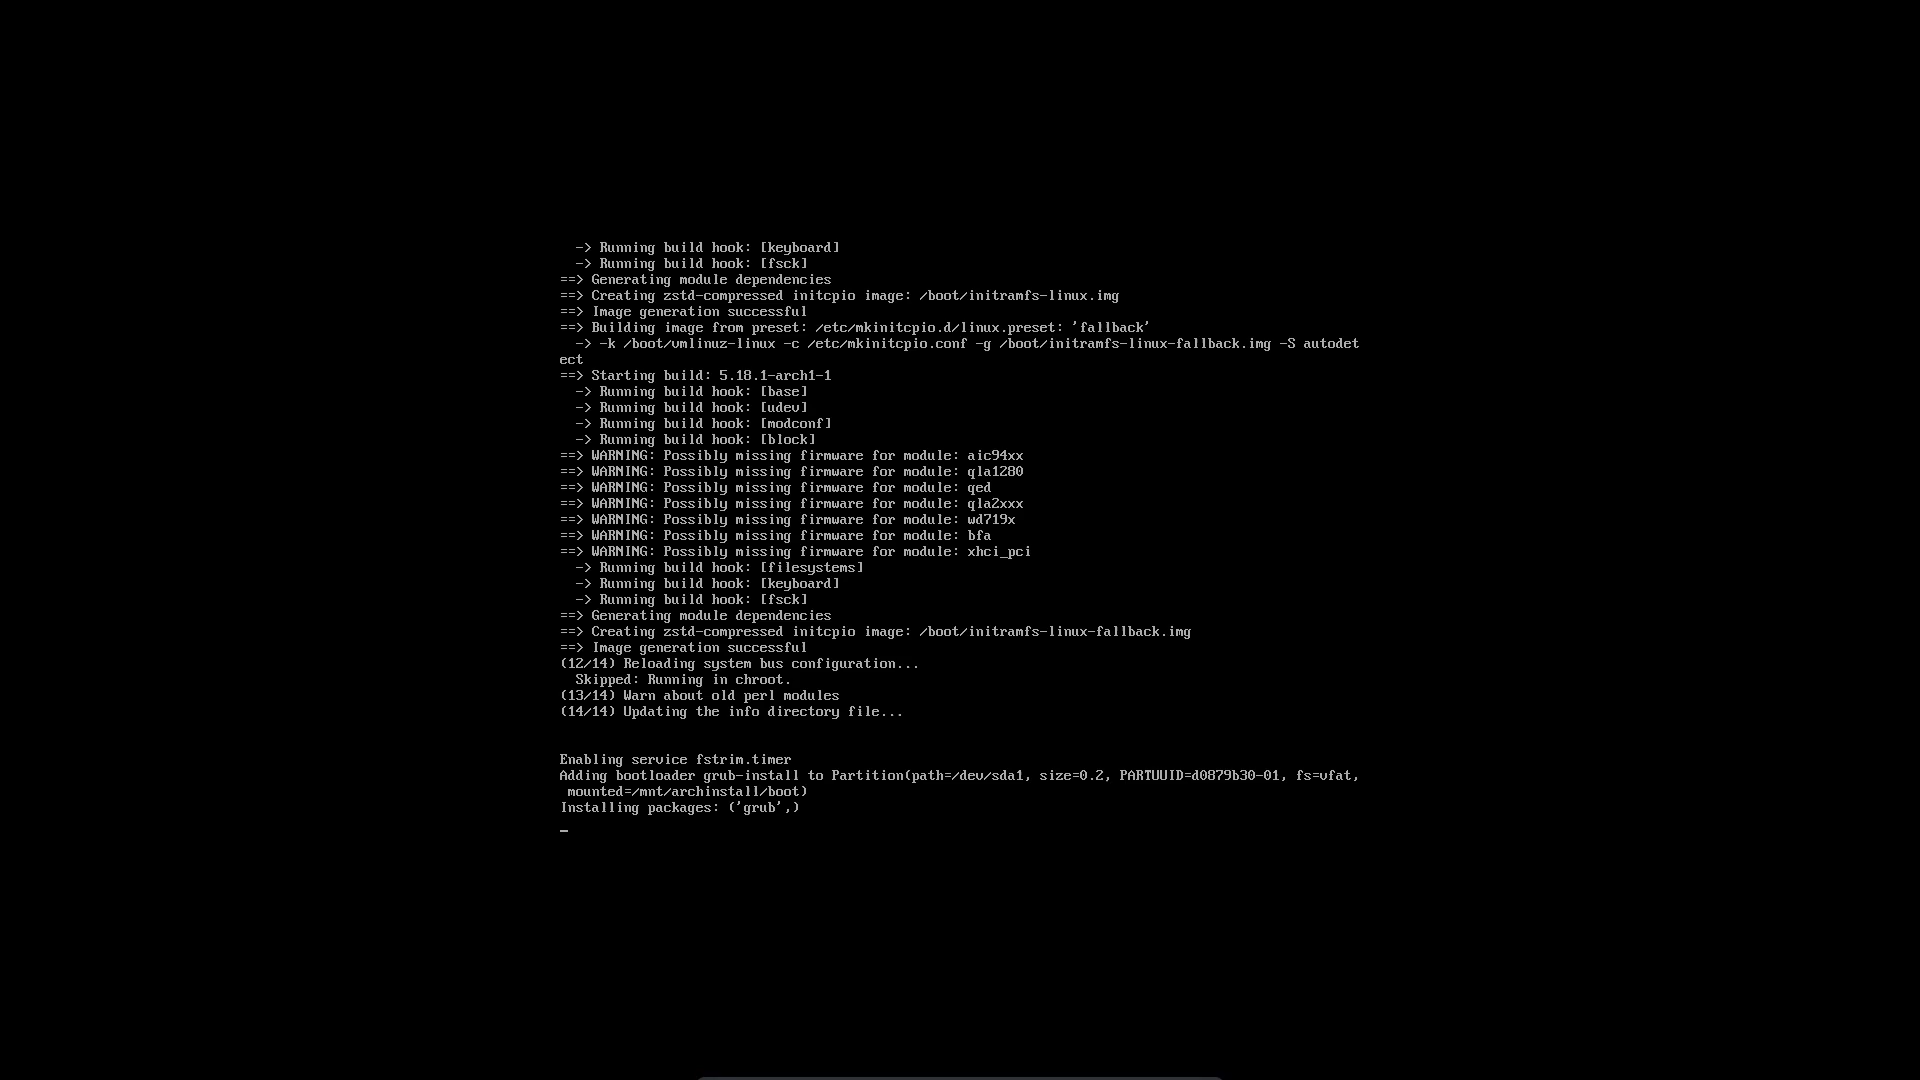 -> Running build hook: [keyboard]
-> Running build hook: [fsck]
==> Generating module dependencies
==> Creating zstd-compressed initcpio image: /boot/initramfs-linux.img
==> Image generation successful
==> Building image from preset: /etc/mkinitcpio.d/linux.preset: 'fallback'
-> -k /boot/vmlinuz-linux -c /etc/mkinitcpio.conf -g /boot/initramfs-linux-fallback.img -S autodet
ect
==> Starting build: 5.18.1-arch1-1
-> Running build hook: [base]
-> Running build hook: [udev]
-> Running build hook: [modconf]
-> Running build hook: [block]
==> WARNING: Possibly missing firmware for module: aic94xx
==> WARNING: Possibly missing firmware for module: qla1280
==> WARNING: Possibly missing firmware for module: qed
==> WARNING: Possibly missing firmware for module: qla2xxx
==> WARNING: Possibly missing firmware for module: wd719x
==> WARNING: Possibly missing firmware for module: bfa
==> WARNING: Possibly missing firmware for module: xhci_pci
-> Running build hook: [filesystems]
-> Running build hook: [keyboard]
-> Running build hook: [fsck]
==> Generating module dependencies
==> Creating zstd-compressed initcpio image: /boot/initramfs-linux-fallback.img
==> Image generation successful
(12/14) Reloading system bus configuration...
Skipped: Running in chroot.
(13/14) Warn about old perl modules
(14/14) Updating the info directory file...
Enabling service fstrim.timer
Adding bootloader grub-install to Partition(path=/dev/sda1, size=0.2, PARTUUID=d0879b30-01, fs=vfat,
mounted=/mnt/archinstall/boot)
Installing packages: ('grub',)
_